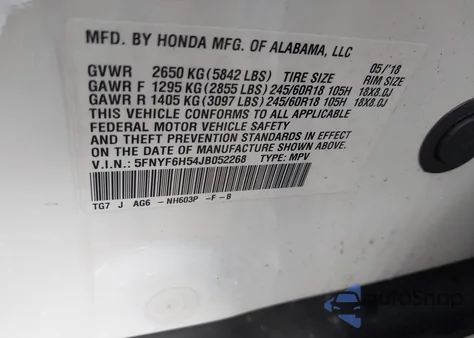 MFD. BY HONDA MFG. OF ALABAMA, LLC
GVWR 2650 KG (5842 LBS) TIRE SIZE 05/'18 RIM SIZE
GAWR F 1295 KG (2855 LBS) 245/60R18 105H 18X8.0J
GAWR R 1405 KG (3097 LBS) 245/60R18 105H 18X8.0J
THIS VEHICLE CONFORMS TO ALL APPLICABLE
FEDERAL MOTOR VEHICLE SAFETY
AND THEFT PREVENTION STANDARDS IN EFFECT
ON THE DATE OF MANUFACTURE SHOWN ABOVE.
V.I.N.: 5FNYF6H54JB052268 TYPE: MPV
TG7 J AG6 -NH603P -F-B
autoSnap